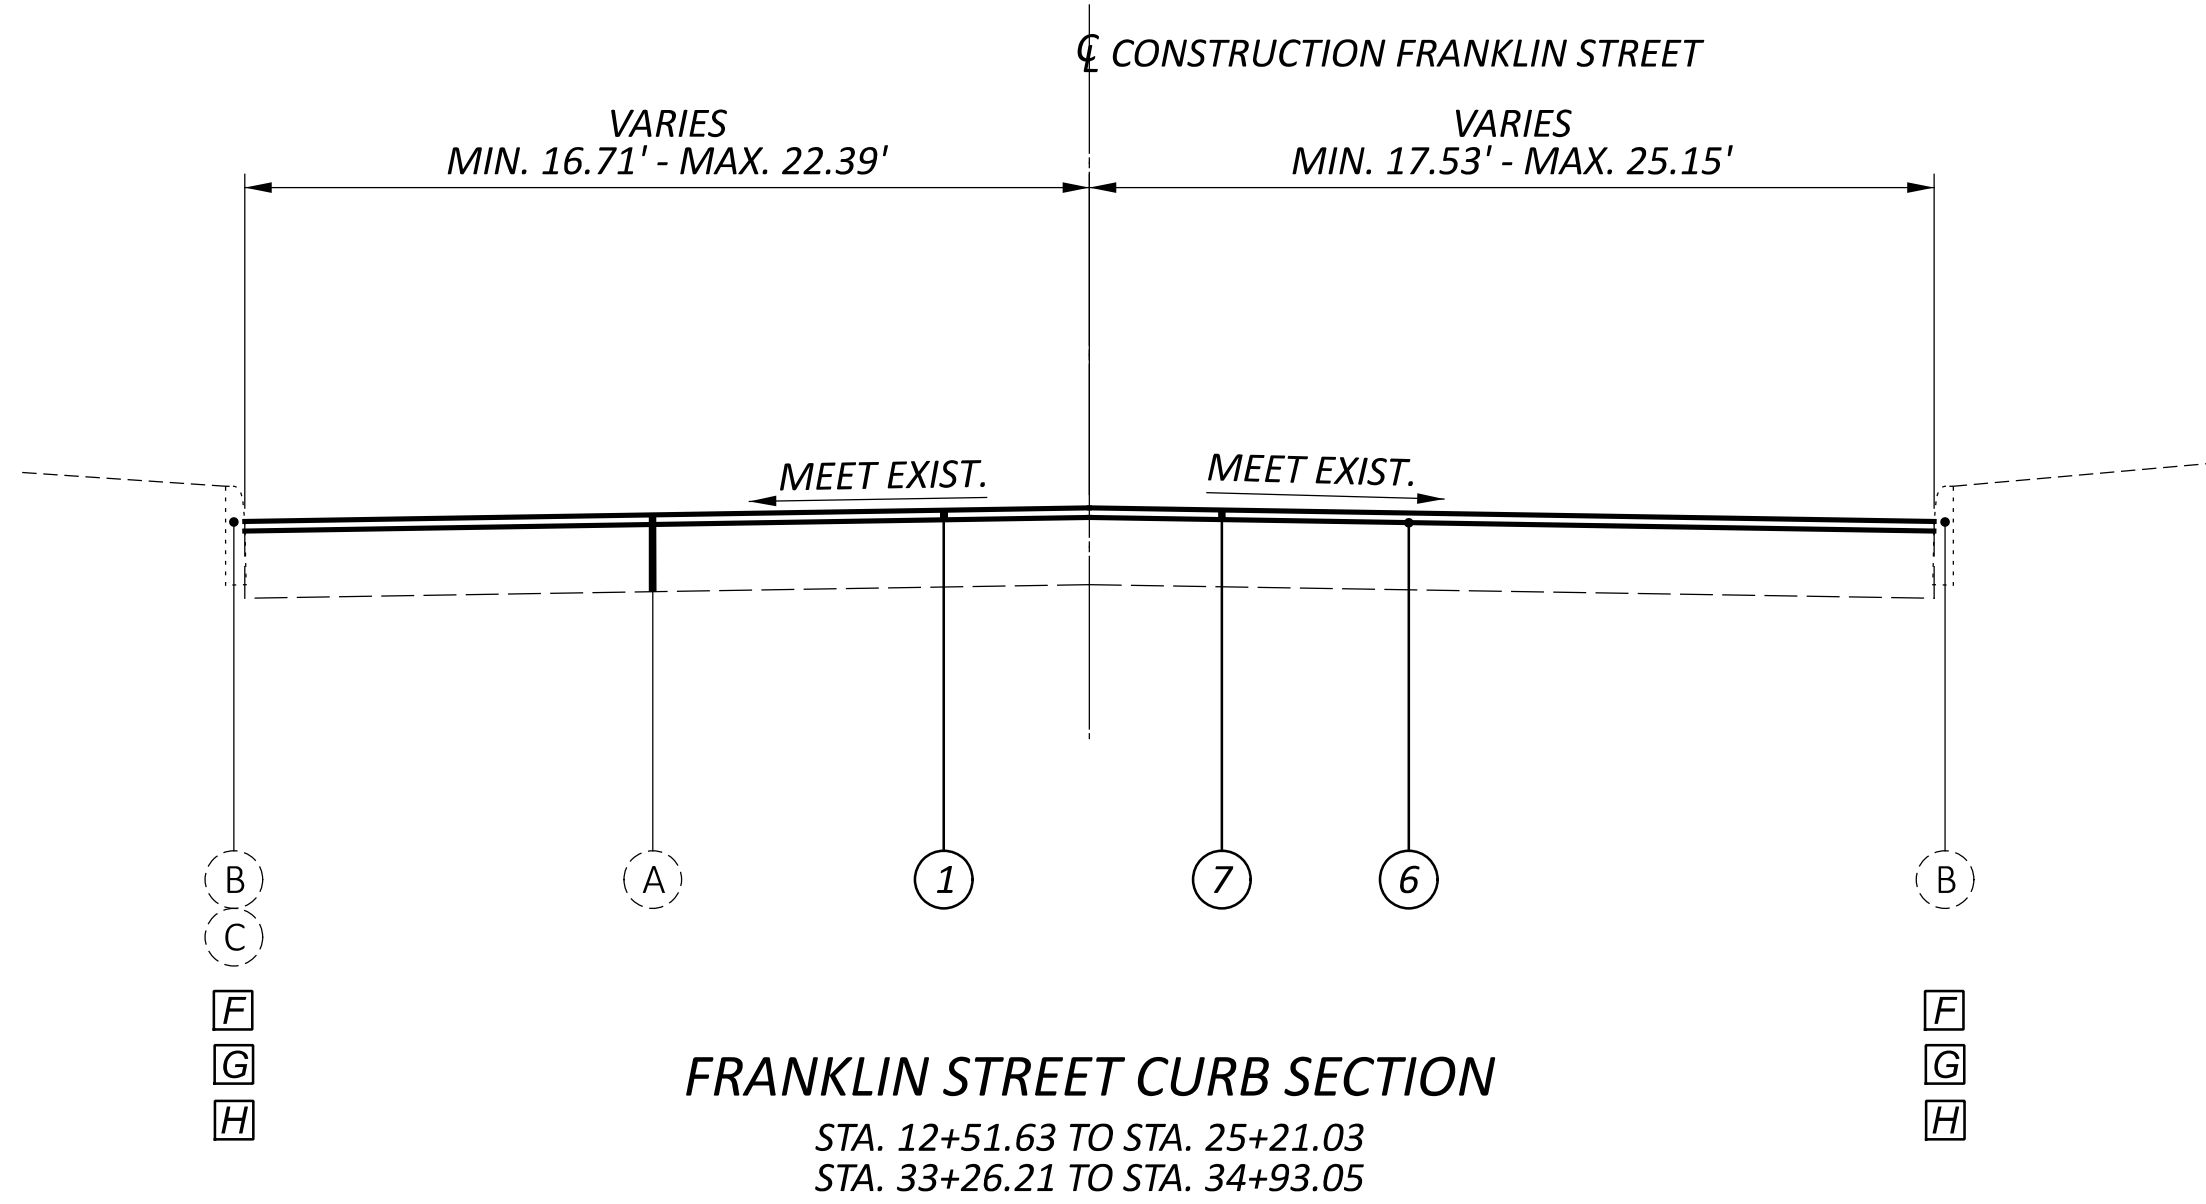 ℄ CONSTRUCTION FRANKLIN STREET
VARIES
MIN. 16.71' - MAX. 22.39'
VARIES
MIN. 17.53' - MAX. 25.15'
MEET EXIST.
MEET EXIST.
B
A
1
7
6
B
C
F
F
G
G
H
H
FRANKLIN STREET CURB SECTION
STA. 12+51.63 TO STA. 25+21.03
STA. 33+26.21 TO STA. 34+93.05